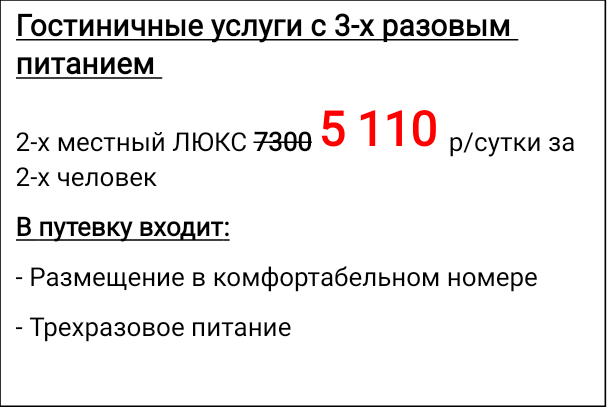 Гостиничные услуги с 3-х разовым
питанием
2-х местный ЛЮКС 7300 5 110 р/сутки за
2-х человек
В путевку входит:
- Размещение в комфортабельном номере
- Трехразовое питание